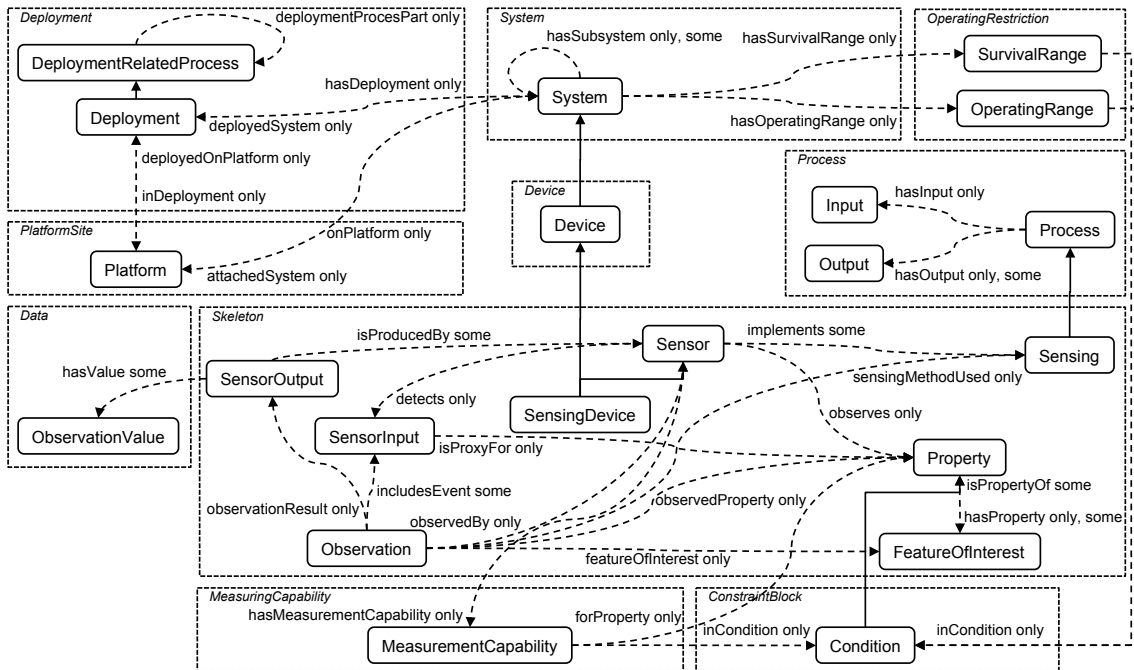 Deployment
deploymentProcesPart only
DeploymentRelatedProcess
Deployment
hasDeployment only
deployedSystem only
deployedOnPlatform only
inDeployment only
System
hasSubsystem only, some
System
hasSurvivalRange only
hasOperatingRange only
OperatingRestriction
SurvivalRange
OperatingRange
Process
hasInput only
Input
Process
Output
hasOutput only, some
Device
Device
PlatformSite
onPlatform only
Platform
attachedSystem only
Data
hasValue some
ObservationValue
Skeleton
isProducedBy some
Sensor
implements some
Sensing
SensorOutput
sensingMethodUsed only
detects only
SensingDevice
observes only
SensorInput
isProxyFor only
Property
isPropertyOf some
includesEvent some
observedProperty only
observationResult only
observedBy only
hasProperty only, some
Observation
featureOfInterest only
FeatureOfInterest
MeasuringCapability
hasMeasurementCapability only
forProperty only
MeasurementCapability
ConstraintBlock
inCondition only
Condition
inCondition only